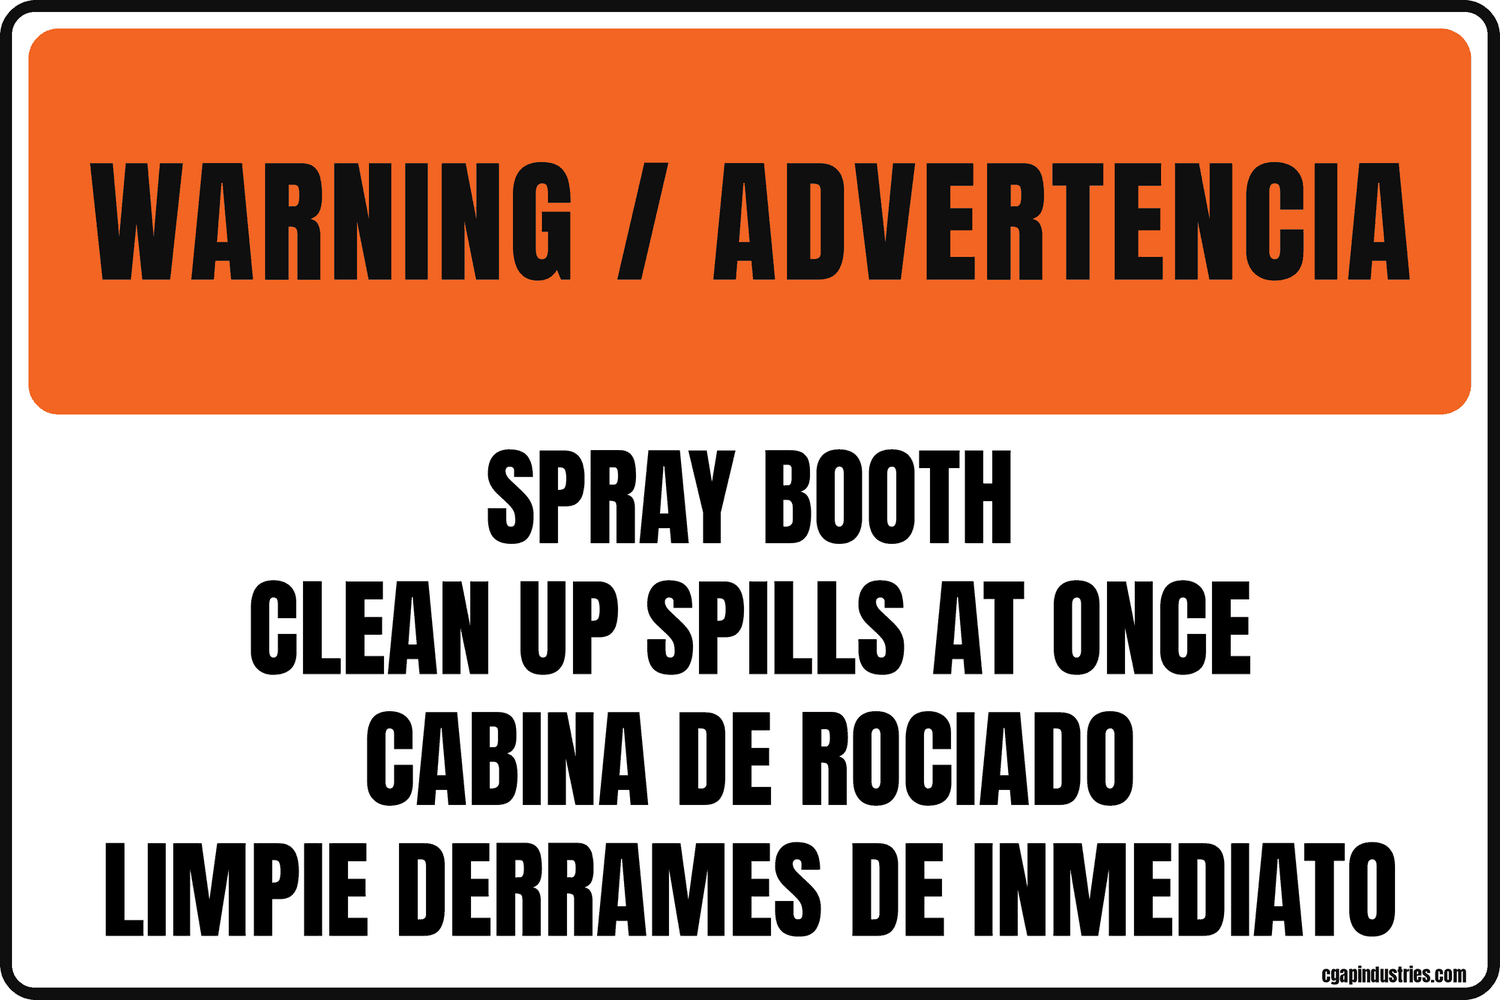 WARNING / ADVERTENCIA
SPRAY BOOTH
CLEAN UP SPILLS AT ONCE
CABINA DE ROCIADO
LIMPIE DERRAMES DE INMEDIATO
cgapindustries.com